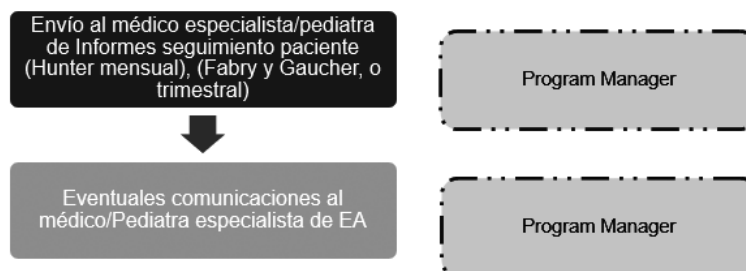 Envío al médico especialista/pediatra
de Informes seguimiento paciente
(Hunter mensual), (Fabry y Gaucher, o
trimestral)
Program Manager
Eventuales comunicaciones al
médico/Pediatra especialista de EA
Program Manager